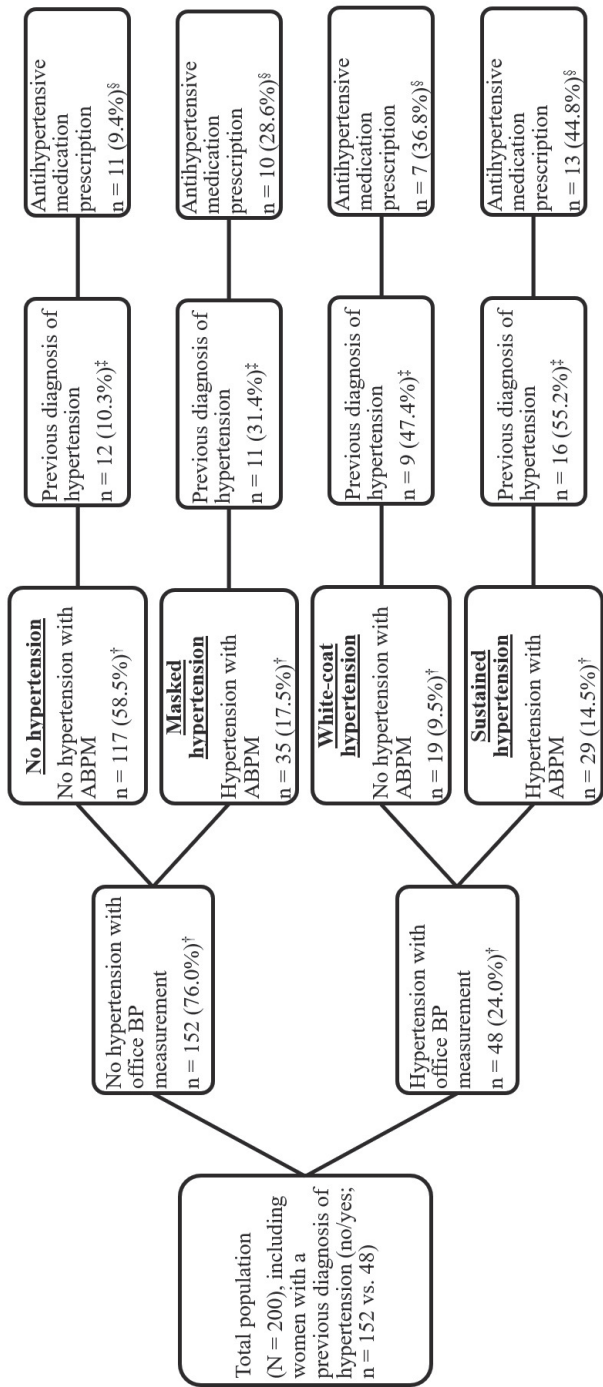 Total population
(N = 200), including
women with a
previous diagnosis of
hypertension (no/yes;
n = 152 vs. 48)
No hypertension with
office BP
measurement
n = 152 (76.0%)†
Hypertension with
office BP
measurement
n = 48 (24.0%)†
No hypertension
No hypertension with
ABPM
n = 117 (58.5%)†
Masked
hypertension
Hypertension with
ABPM
n = 35 (17.5%)†
White-coat
hypertension
No hypertension with
ABPM
n = 19 (9.5%)†
Sustained
hypertension
Hypertension with
ABPM
n = 29 (14.5%)†
Previous diagnosis of
hypertension
n = 12 (10.3%)‡
Previous diagnosis of
hypertension
n = 11 (31.4%)‡
Previous diagnosis of
hypertension
n = 9 (47.4%)‡
Previous diagnosis of
hypertension
n = 16 (55.2%)‡
Antihypertensive
medication
prescription
n = 11 (9.4%)§
Antihypertensive
medication
prescription
n = 10 (28.6%)§
Antihypertensive
medication
prescription
n = 7 (36.8%)§
Antihypertensive
medication
prescription
n = 13 (44.8%)§